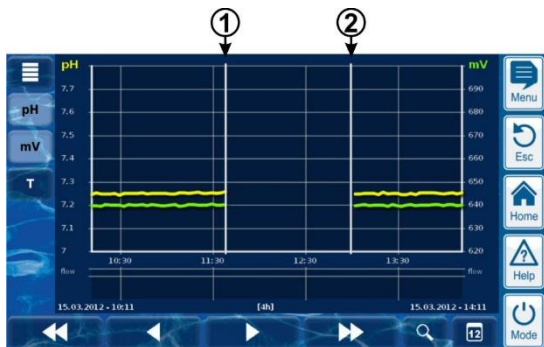 1 2
pH mV
7.7 690
pH 7.6 680
mV 7.5 670
7.4 660
T 7.3 650
7.2 640
7.1 630
7 620
10:30 11:30 12:30 13:30
flow flow
15.03.2012 - 10:11 [4h] 15.03.2012 - 14:11
12
Menu
Esc
Home
Help
Mode